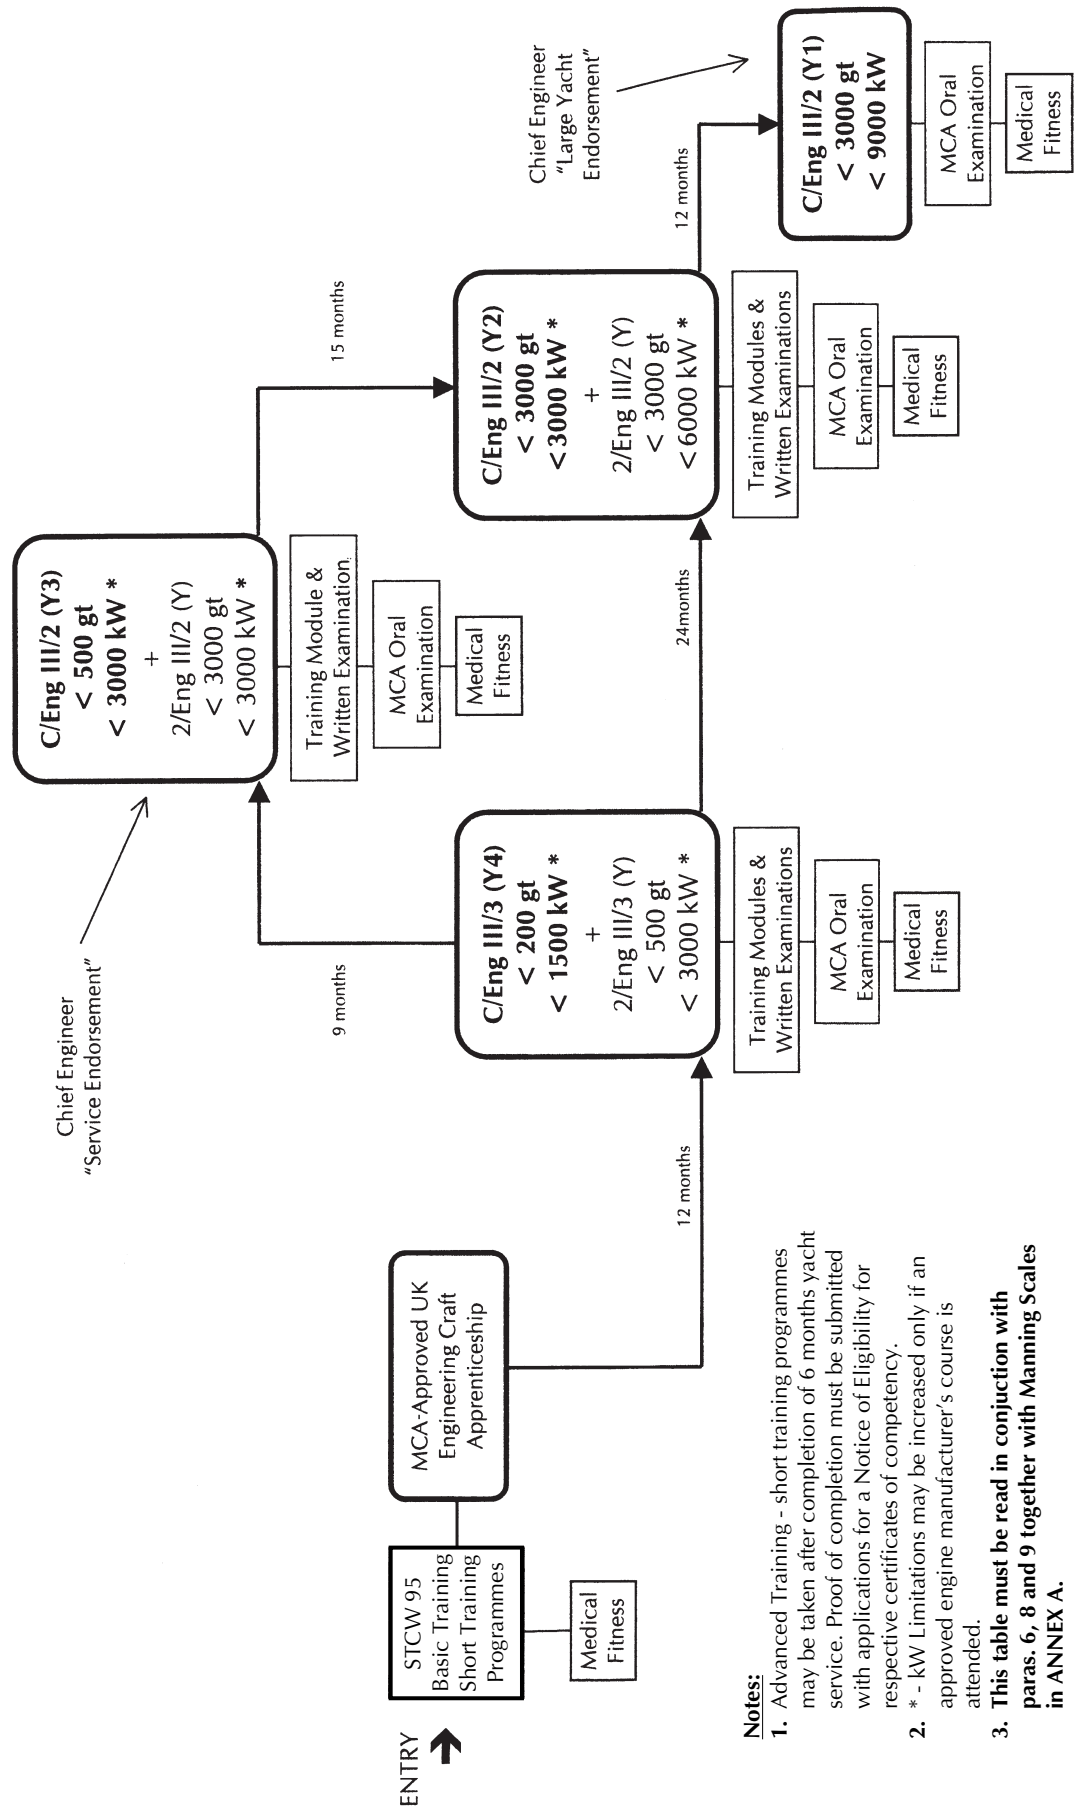 ENTRY
STCW 95
Basic Training
Short Training
Programmes
Medical
Fitness
MCA-Approved UK
Engineering Craft
Apprenticeship
12 months
C/Eng III/3 (Y4)
< 200 gt
< 1500 kW *
+
2/Eng III/3 (Y)
< 500 gt
< 3000 kW *
Training Modules &
Written Examinations
MCA Oral
Examination
Medical
Fitness
9 months
Chief Engineer
“Service Endorsement”
C/Eng III/2 (Y3)
< 500 gt
< 3000 kW *
+
2/Eng III/2 (Y)
< 3000 gt
< 3000 kW *
Training Module &
Written Examination.
MCA Oral
Examination
Medical
Fitness
24months
15 months
C/Eng III/2 (Y2)
< 3000 gt
<3000 kW *
+
2/Eng III/2 (Y)
< 3000 gt
<6000 kW *
Training Modules &
Written Examinations
MCA Oral
Examination
Medical
Fitness
12 months
Chief Engineer
“Large Yacht
Endorsement”
C/Eng III/2 (Y1)
< 3000 gt
< 9000 kW
MCA Oral
Examination
Medical
Fitness
Notes:
1. Advanced Training - short training programmes
may be taken after completion of 6 months yacht
service. Proof of completion must be submitted
with applications for a Notice of Eligibility for
respective certificates of competency.
2. * - kW Limitations may be increased only if an
approved engine manufacturer’s course is
attended.
3. This table must be read in conjuction with
paras. 6, 8 and 9 together with Manning Scales
in ANNEX A.